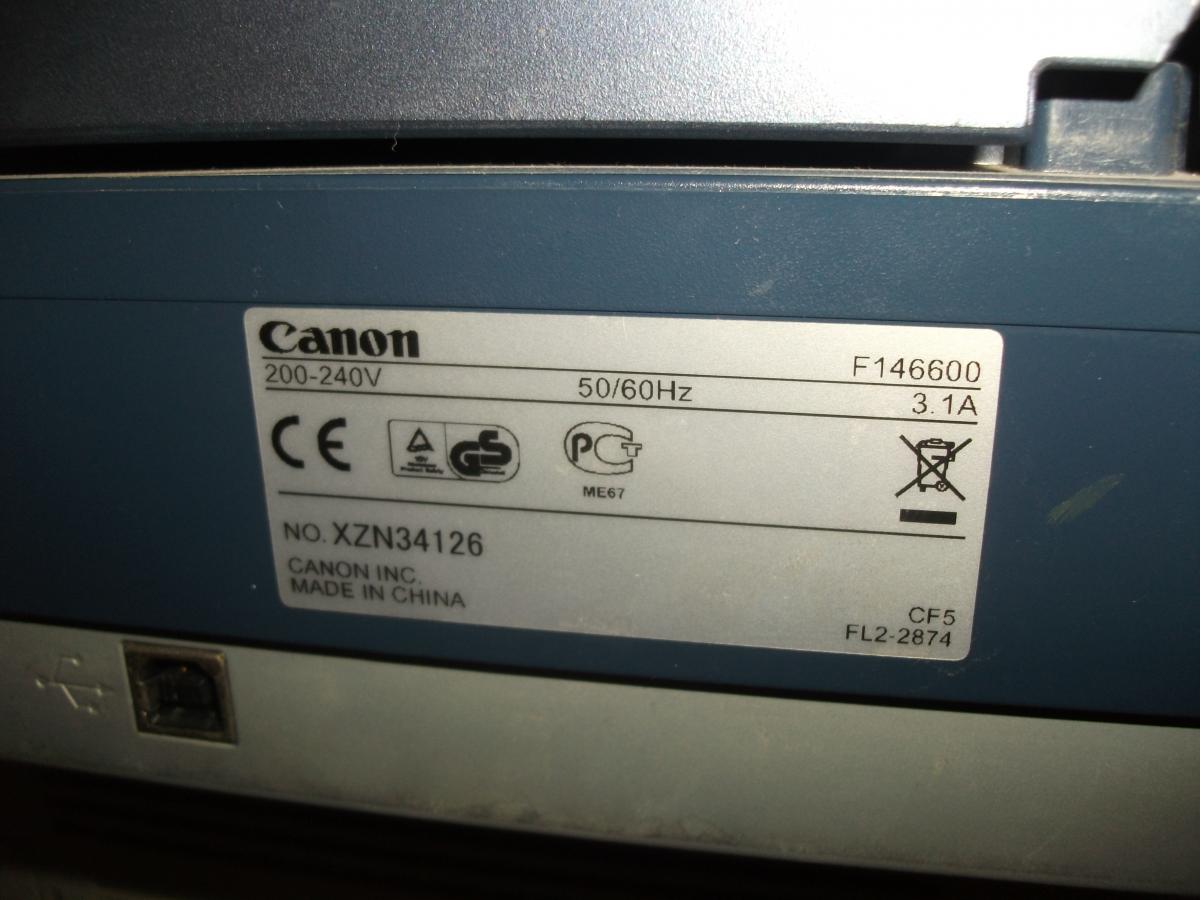 Canon
F146600
200-240V 50/60Hz 3.1A
CE
GS
PCT
ME67
NO. XZN34126
CANON INC.
MADE IN CHINA
CF5
FL2-2874